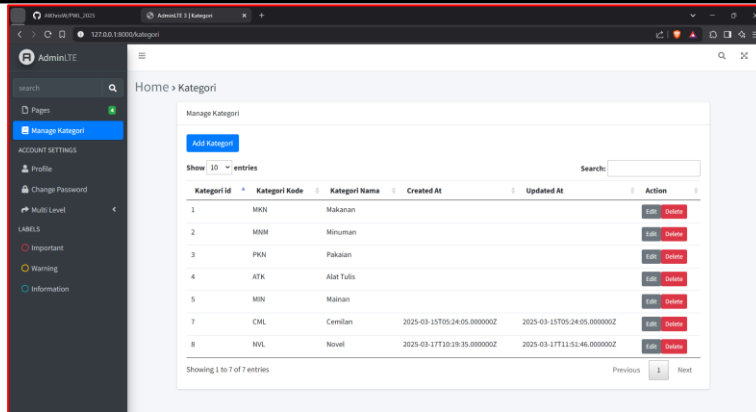 AlKhrisW/PWL_2025 AdminLTE 3 | Kategori
127.0.0.1:8000/kategori
AdminLTE
search
Home › Kategori
Pages 4
Manage Kategori
ACCOUNT SETTINGS
Profile
Change Password
Multi Level
LABELS
Important
Warning
Information
Manage Kategori
Add Kategori
Show 10 entries Search:
Kategori id Kategori Kode Kategori Nama Created At Updated At Action
1 MKN Makanan Edit Delete
2 MNM Minuman Edit Delete
3 PKN Pakaian Edit Delete
4 ATK Alat Tulis Edit Delete
5 MIN Mainan Edit Delete
7 CML Cemilan 2025-03-15T05:24:05.000000Z 2025-03-15T05:24:05.000000Z Edit Delete
8 NVL Novel 2025-03-17T10:19:35.000000Z 2025-03-17T11:51:46.000000Z Edit Delete
Showing 1 to 7 of 7 entries Previous 1 Next